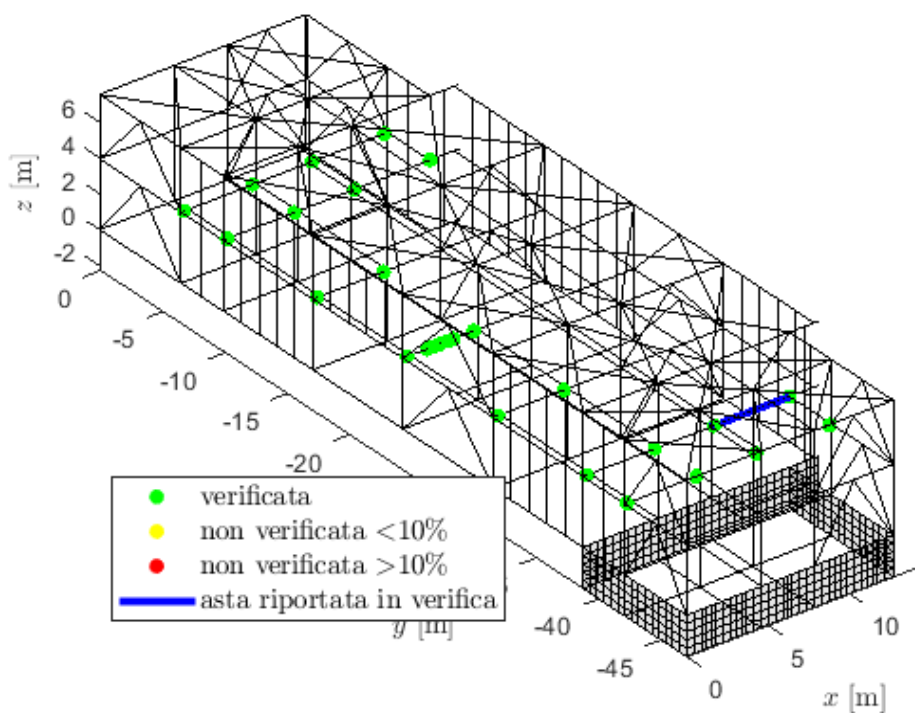 6
4
2
0
-2
z [m]
0
-5
-10
-15
-20
verificata
non verificata <10%
non verificata >10%
asta riportata in verifica
y [m]
-40
-45
0
5
10
x [m]